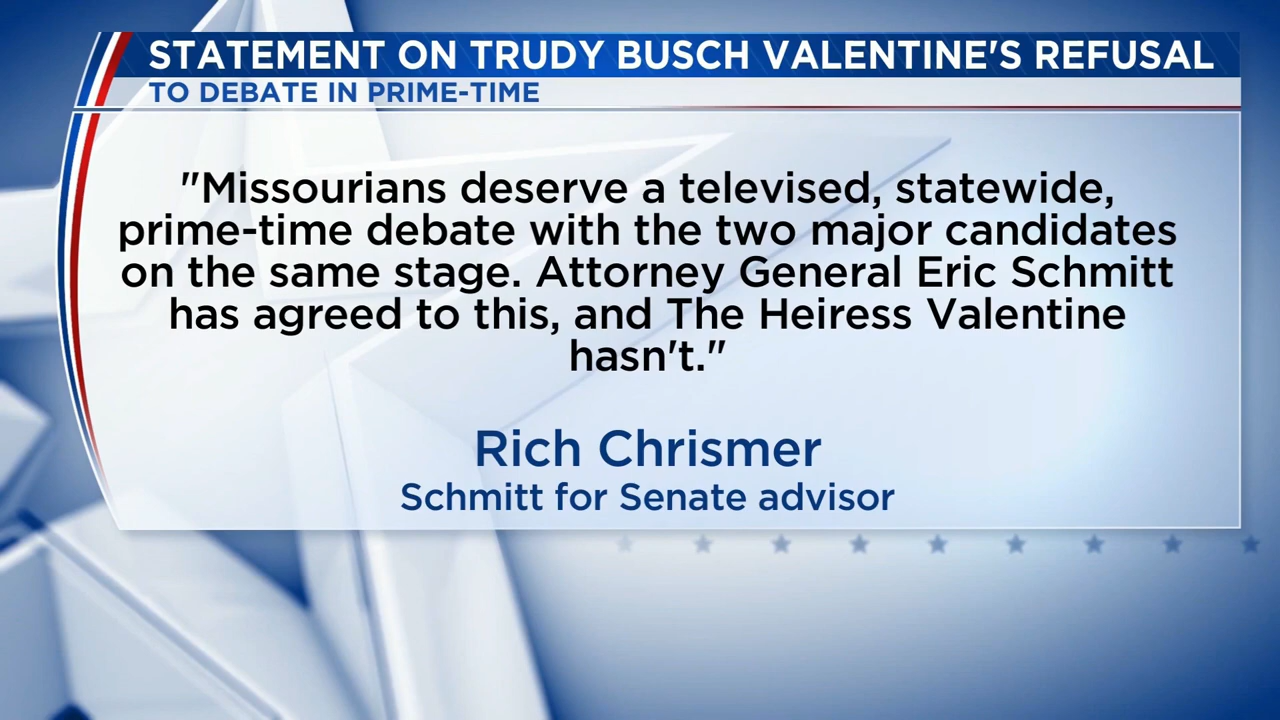 STATEMENT ON TRUDY BUSCH VALENTINE'S REFUSAL
TO DEBATE IN PRIME-TIME
"Missourians deserve a televised, statewide,
prime-time debate with the two major candidates
on the same stage. Attorney General Eric Schmitt
has agreed to this, and The Heiress Valentine
hasn't."
Rich Chrismer
Schmitt for Senate advisor